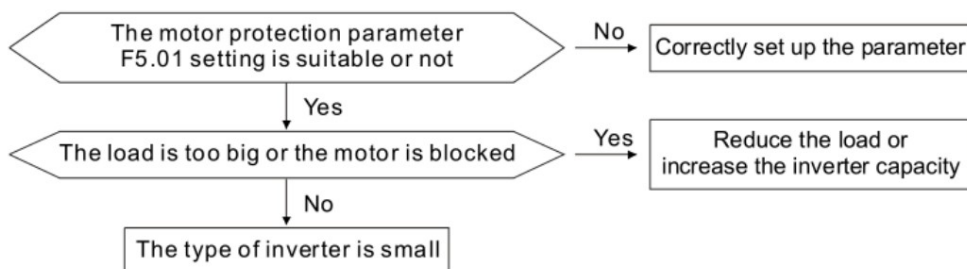 The motor protection parameter
F5.01 setting is suitable or not
No
Correctly set up the parameter
Yes
The load is too big or the motor is blocked
Yes
Reduce the load or
increase the inverter capacity
No
The type of inverter is small